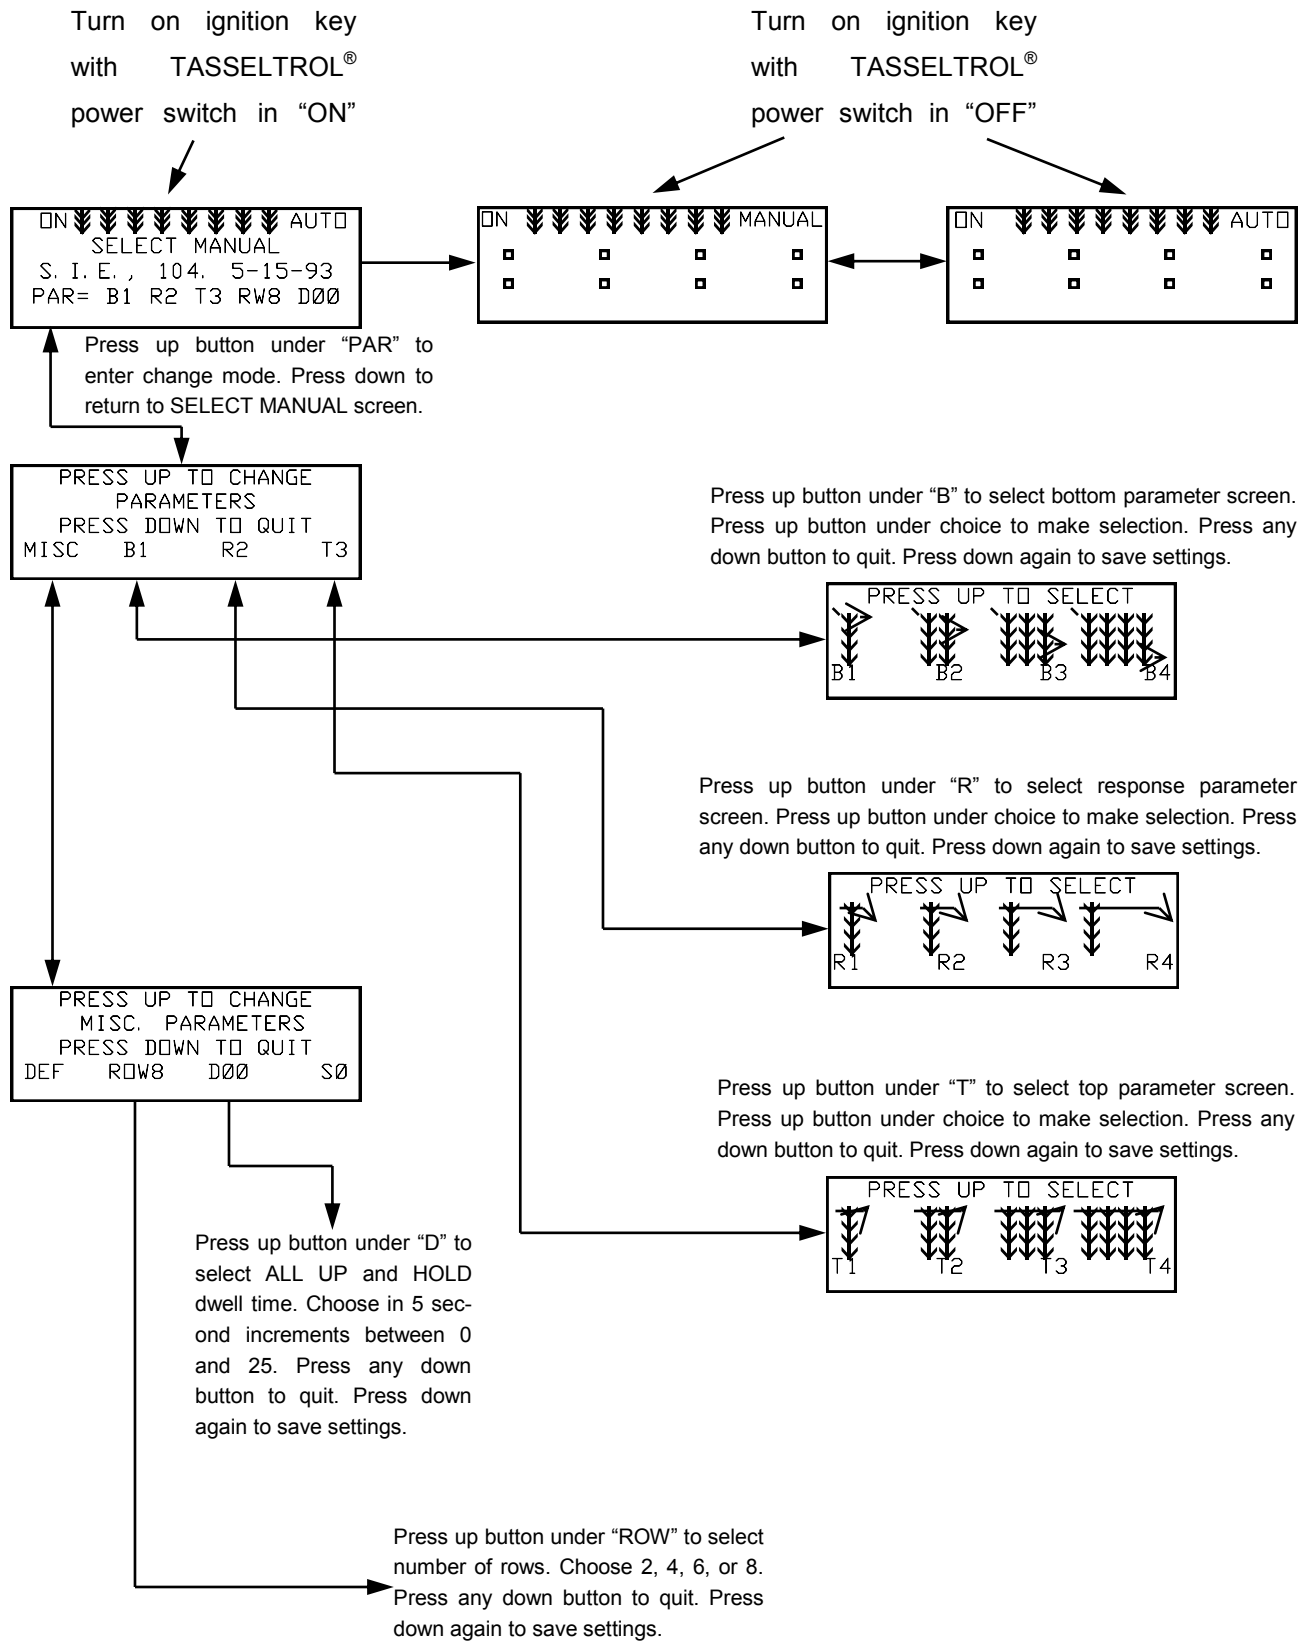 Turn on ignition key
with TASSELTROL®
power switch in “ON”
Turn on ignition key
with TASSELTROL®
power switch in “OFF”
ON AUTO
SELECT MANUAL
S. I. E., 104. 5-15-93
PAR= B1 R2 T3 RW8 D00
ON MANUAL
ON AUTO
Press up button under “PAR” to
enter change mode. Press down to
return to SELECT MANUAL screen.
PRESS UP TO CHANGE
PARAMETERS
PRESS DOWN TO QUIT
MISC B1 R2 T3
Press up button under “B” to select bottom parameter screen.
Press up button under choice to make selection. Press any
down button to quit. Press down again to save settings.
PRESS UP TO SELECT
B1 B2 B3 B4
Press up button under “R” to select response parameter
screen. Press up button under choice to make selection. Press
any down button to quit. Press down again to save settings.
PRESS UP TO SELECT
R1 R2 R3 R4
PRESS UP TO CHANGE
MISC. PARAMETERS
PRESS DOWN TO QUIT
DEF ROW8 D00 S0
Press up button under “T” to select top parameter screen.
Press up button under choice to make selection. Press any
down button to quit. Press down again to save settings.
PRESS UP TO SELECT
T1 T2 T3 T4
Press up button under “D” to
select ALL UP and HOLD
dwell time. Choose in 5 sec-
ond increments between 0
and 25. Press any down
button to quit. Press down
again to save settings.
Press up button under “ROW” to select
number of rows. Choose 2, 4, 6, or 8.
Press any down button to quit. Press
down again to save settings.